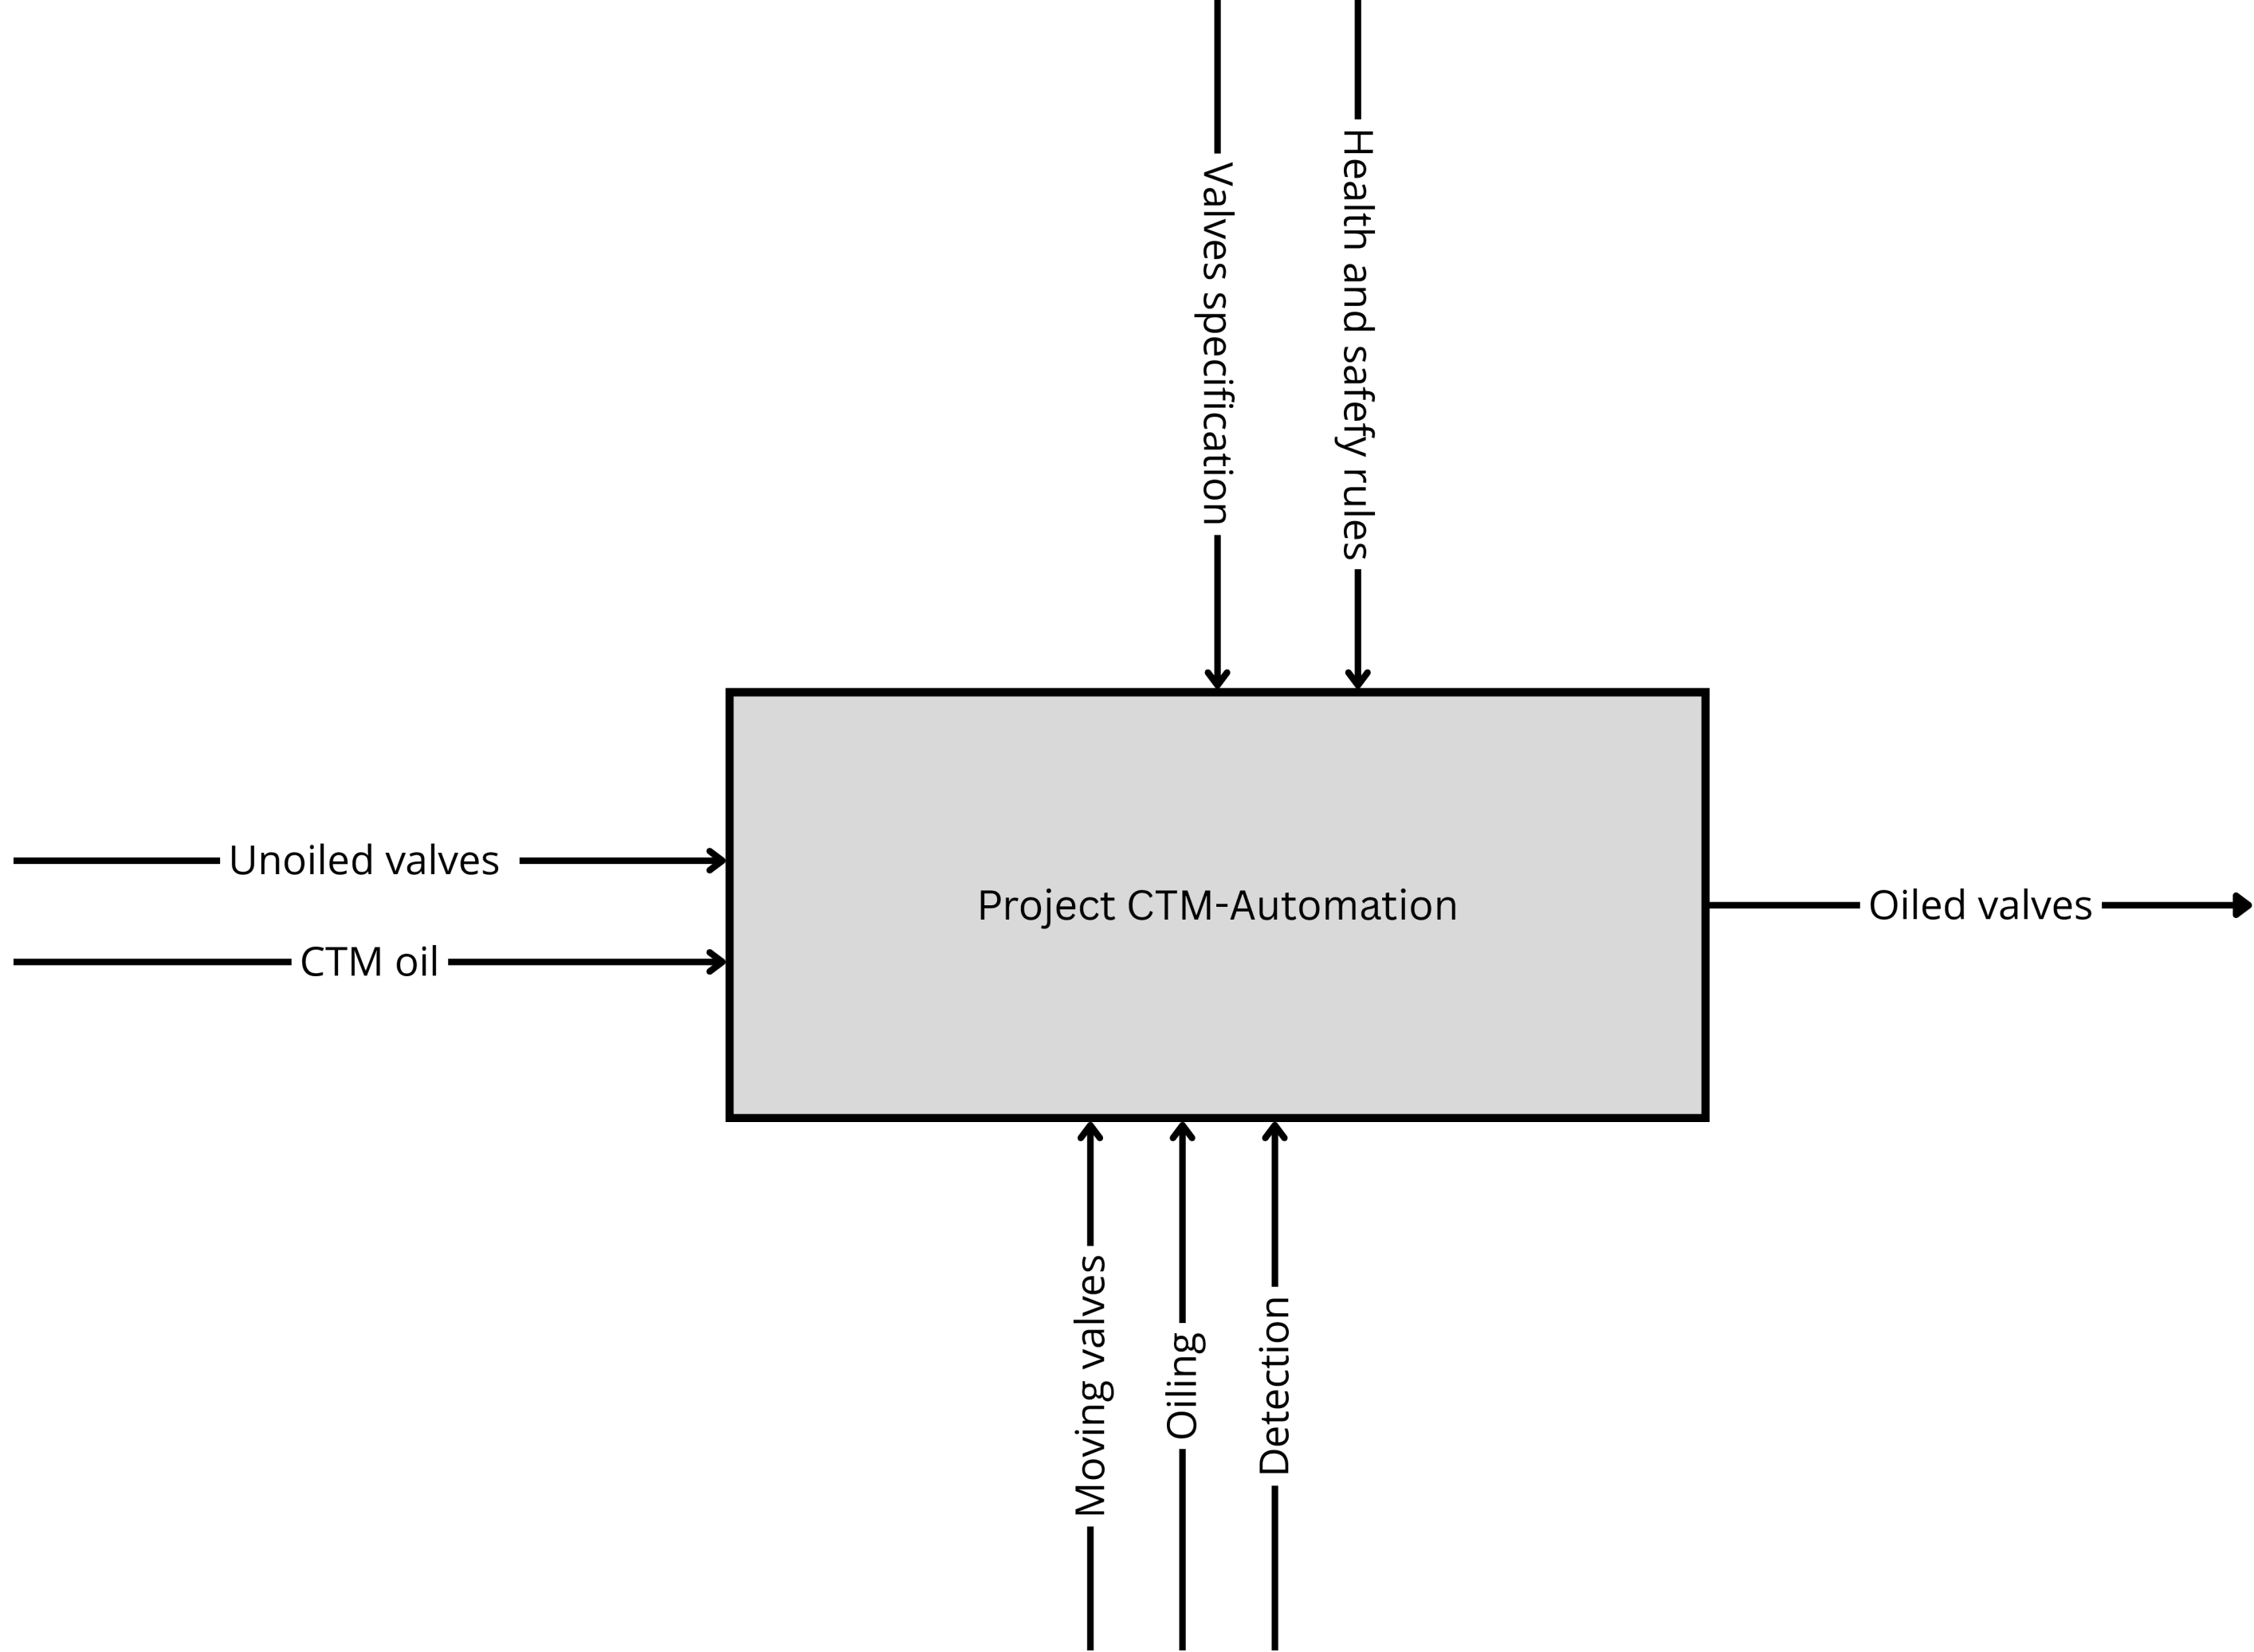 Valves specification
Health and safefy rules
Unoiled valves
Project CTM-Automation
Oiled valves
CTM oil
Moving valves
Oiling
Detection